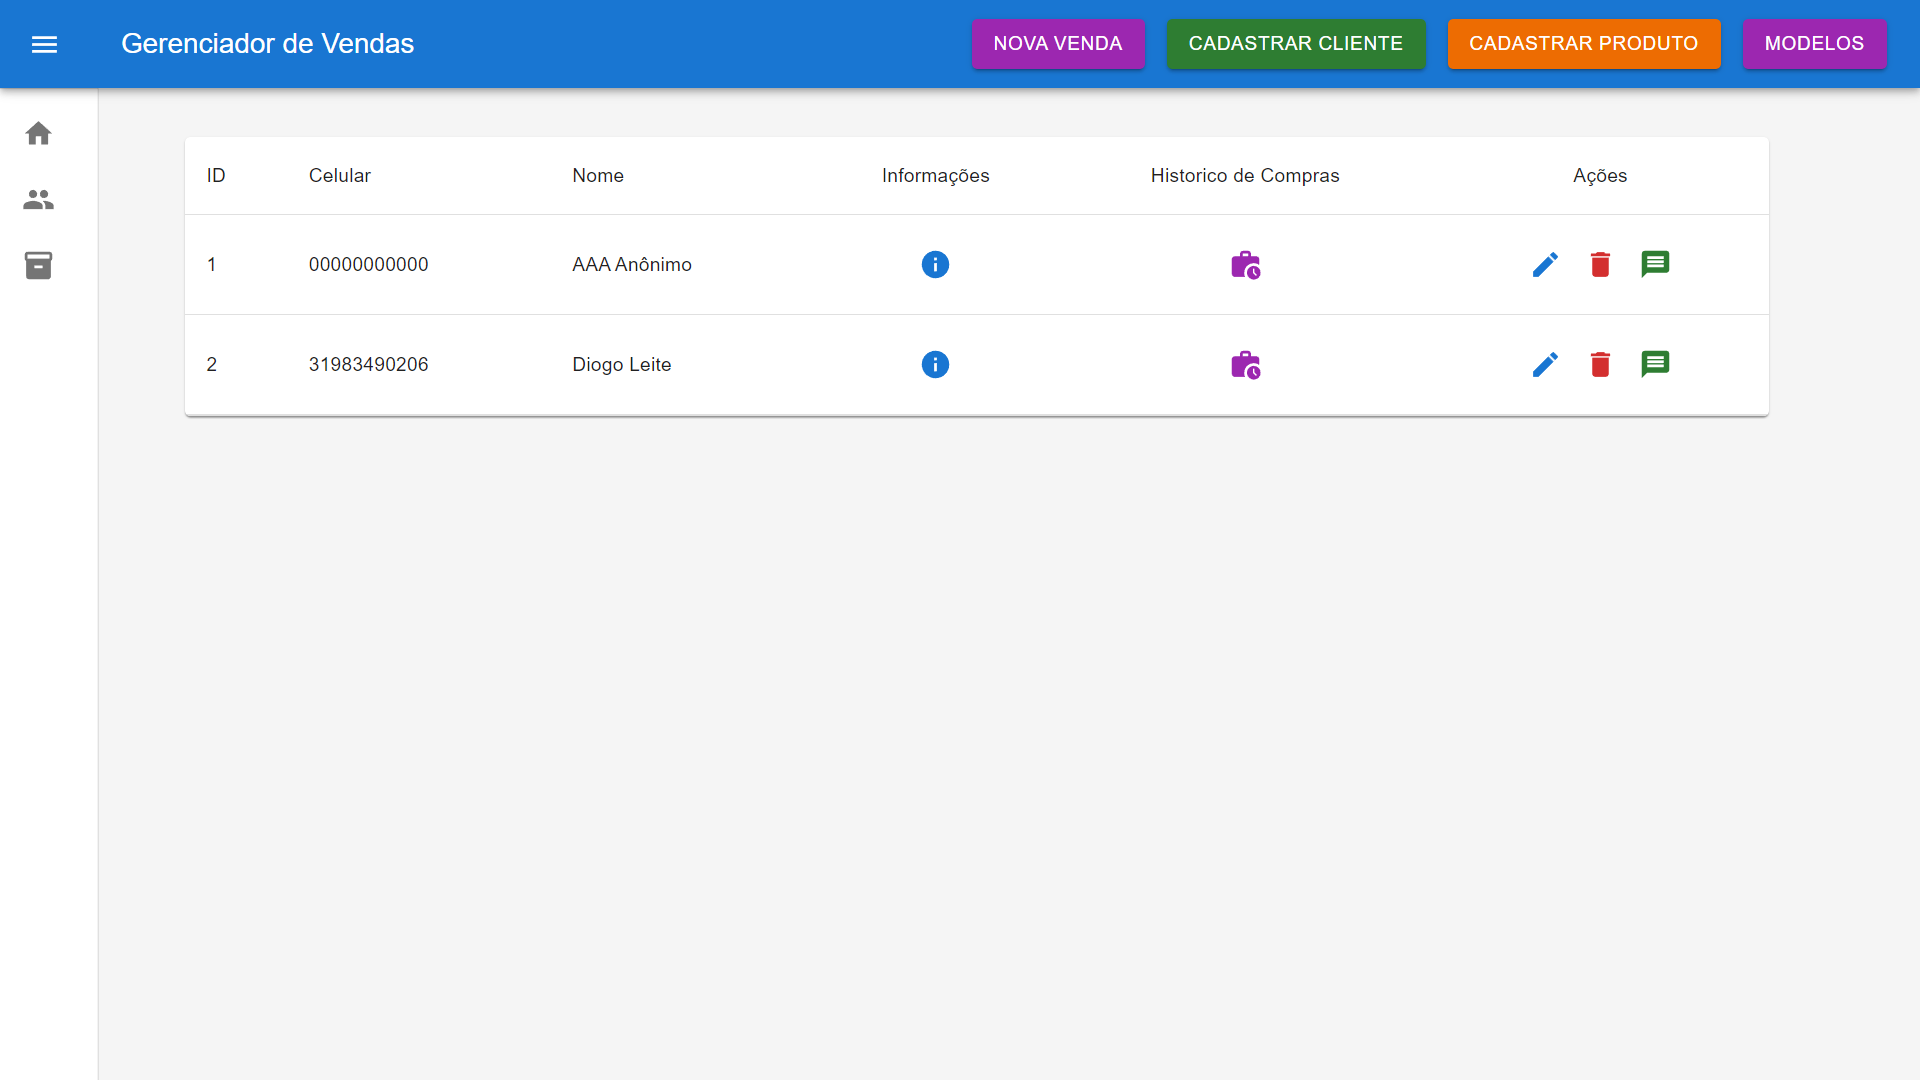 Gerenciador de Vendas NOVA VENDA CADASTRAR CLIENTE CADASTRAR PRODUTO MODELOS
ID Celular Nome Informações Historico de Compras Ações
1 00000000000 AAA Anônimo
2 31983490206 Diogo Leite